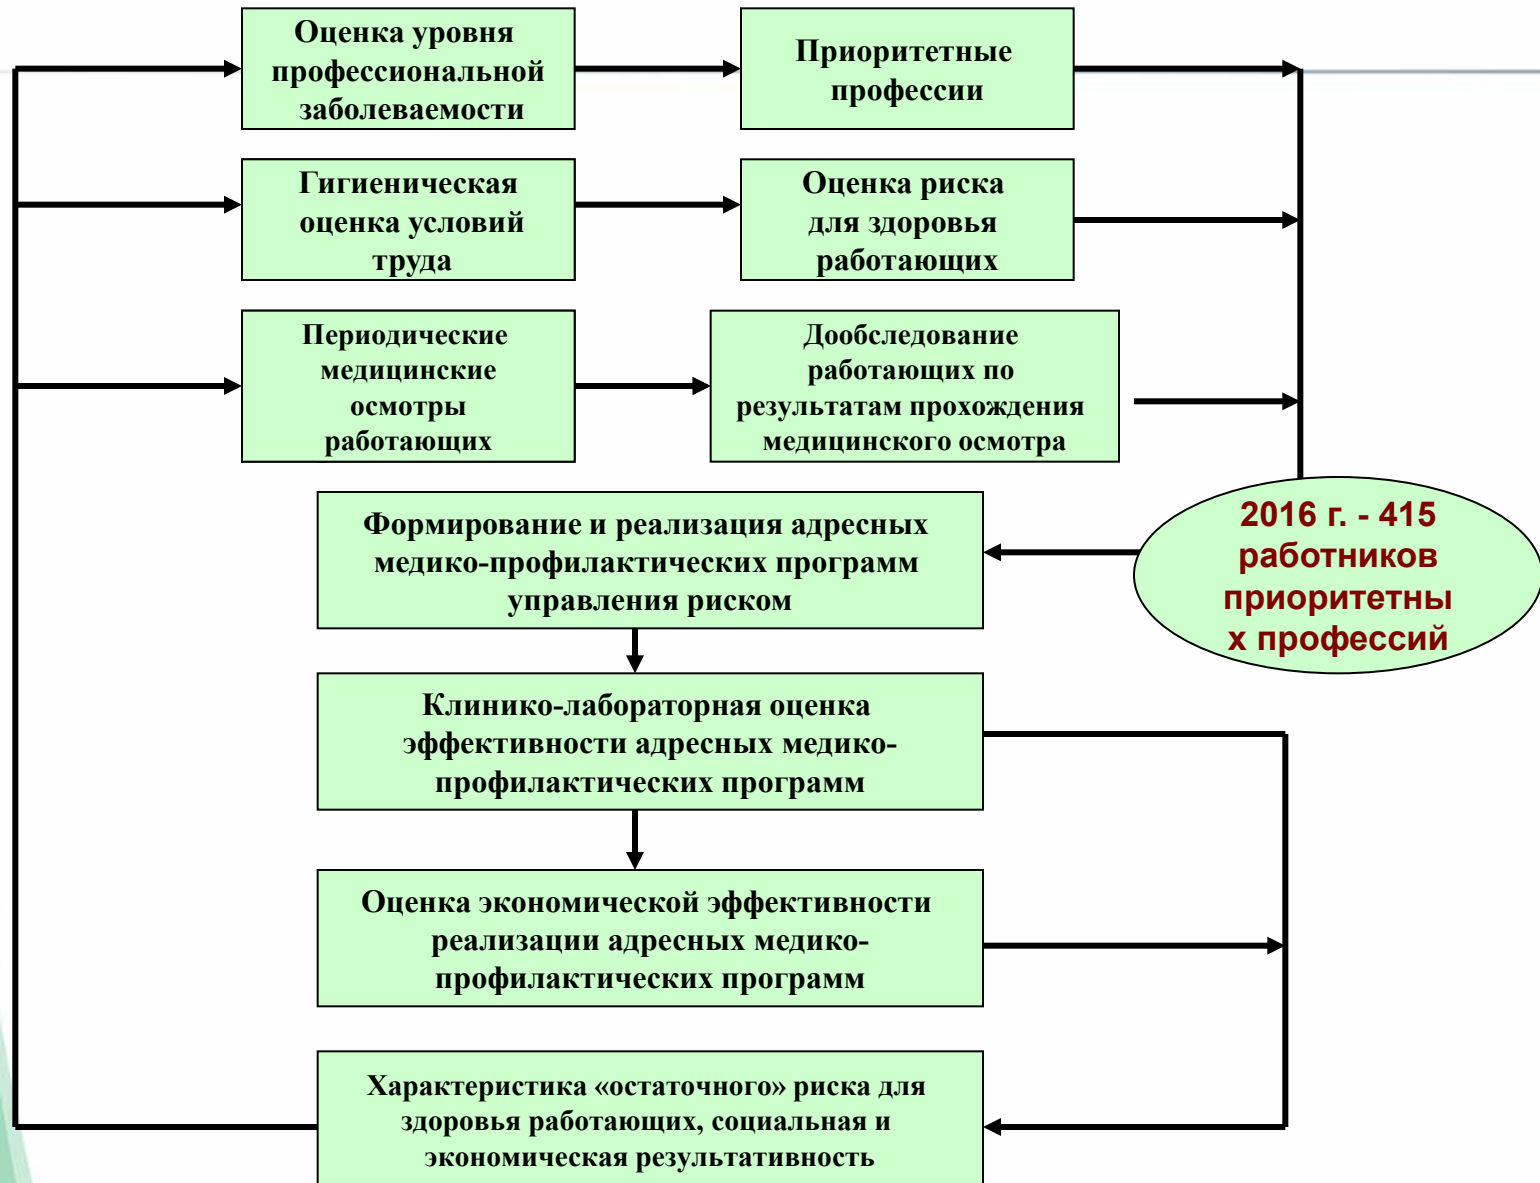 Оценка уровня
профессиональной
заболеваемости
Приоритетные
профессии
Гигиеническая
оценка условий
труда
Оценка риска
для здоровья
работающих
Периодические
медицинские
осмотры
работающих
Дообследование
работающих по
результатам прохождения
медицинского осмотра
2016 г. - 415
работников
приоритетны
х профессий
Формирование и реализация адресных
медико-профилактических программ
управления риском
Клинико-лабораторная оценка
эффективности адресных медико-
профилактических программ
Оценка экономической эффективности
реализации адресных медико-
профилактических программ
Характеристика «остаточного» риска для
здоровья работающих, социальная и
экономическая результативность